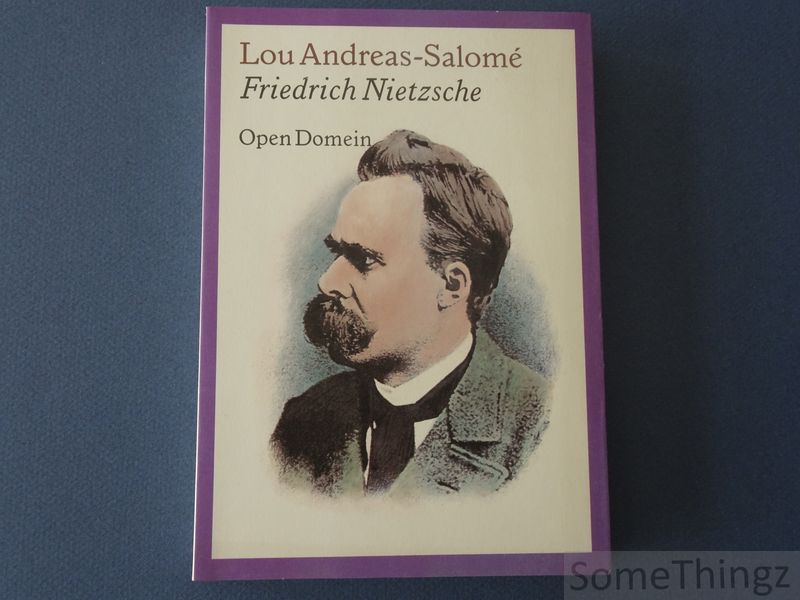 Lou Andreas-Salomé
Friedrich Nietzsche
Open Domein
SomeThingz